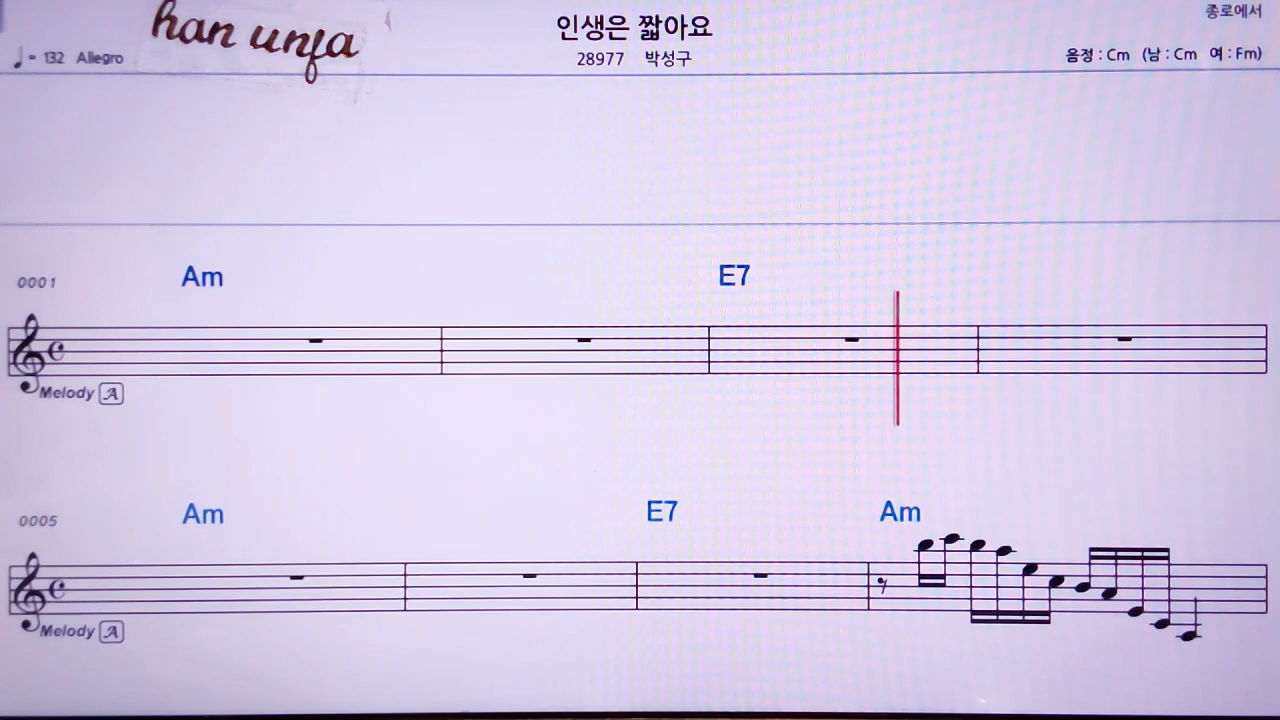 han unja
인생은 짧아요
종로에서
♩= 132 Allegro
28977 박성구
음정 : Cm (남 : Cm 여 : Fm)
0001 Am E7
Melody A
0005 Am E7 Am
Melody A